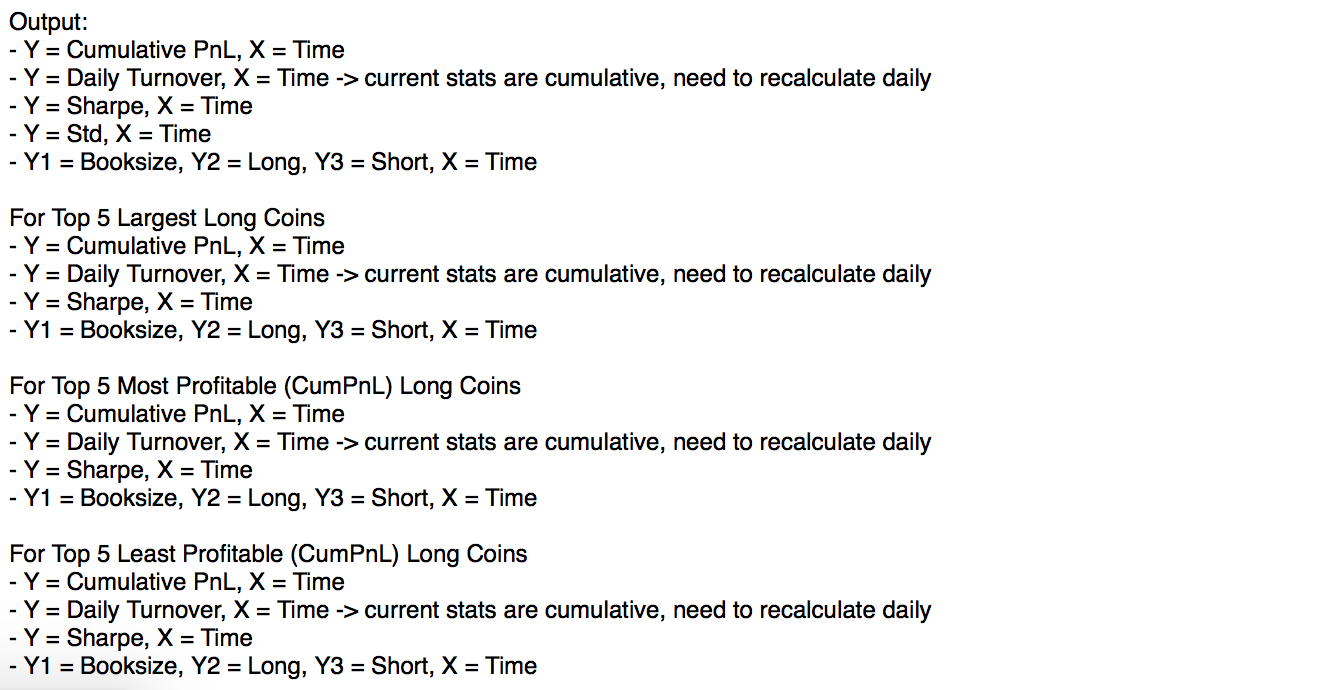 Output:
- Y = Cumulative PnL, X = Time
- Y = Daily Turnover, X = Time -> current stats are cumulative, need to recalculate daily
- Y = Sharpe, X = Time
- Y = Std, X = Time
- Y1 = Booksize, Y2 = Long, Y3 = Short, X = Time
For Top 5 Largest Long Coins
- Y = Cumulative PnL, X = Time
- Y = Daily Turnover, X = Time -> current stats are cumulative, need to recalculate daily
- Y = Sharpe, X = Time
- Y1 = Booksize, Y2 = Long, Y3 = Short, X = Time
For Top 5 Most Profitable (CumPnL) Long Coins
- Y = Cumulative PnL, X = Time
- Y = Daily Turnover, X = Time -> current stats are cumulative, need to recalculate daily
- Y = Sharpe, X = Time
- Y1 = Booksize, Y2 = Long, Y3 = Short, X = Time
For Top 5 Least Profitable (CumPnL) Long Coins
- Y = Cumulative PnL, X = Time
- Y = Daily Turnover, X = Time -> current stats are cumulative, need to recalculate daily
- Y = Sharpe, X = Time
- Y1 = Booksize, Y2 = Long, Y3 = Short, X = Time